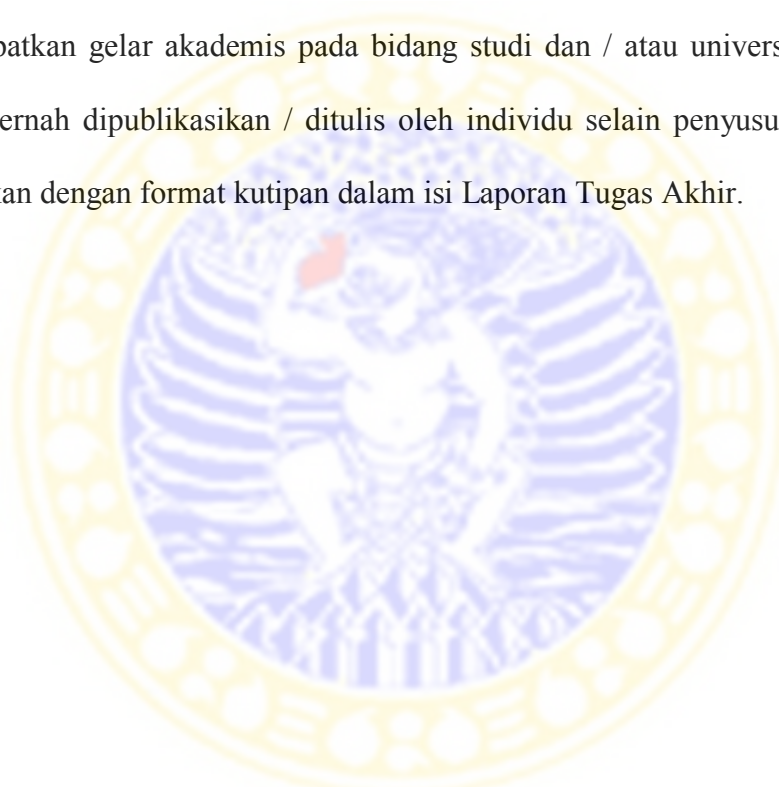 patkan gelar akademis pada bidang studi dan / atau univers
ernah dipublikasikan / ditulis oleh individu selain penyusu
kan dengan format kutipan dalam isi Laporan Tugas Akhir.